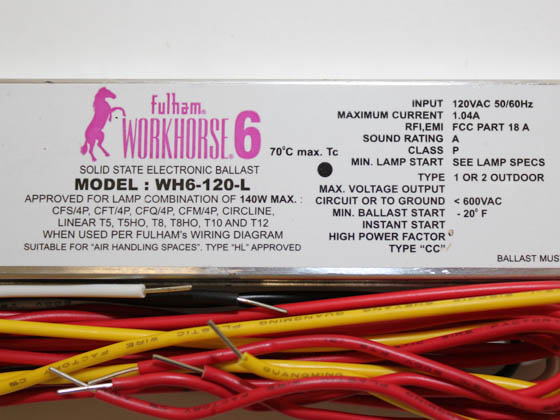 fulham®
WORKHORSE 6
SOLID STATE ELECTRONIC BALLAST
MODEL : WH6-120-L
APPROVED FOR LAMP COMBINATION OF 140W MAX. :
CFS/4P, CFT/4P, CFQ/4P, CFM/4P, CIRCLINE,
LINEAR T5, T5HO, T8, T8HO, T10 AND T12
WHEN USED PER FULHAM's WIRING DIAGRAM
SUITABLE FOR "AIR HANDLING SPACES". TYPE "HL" APPROVED
70°C max. Tc
INPUT 120VAC 50/60Hz
MAXIMUM CURRENT 1.04A
RFI,EMI FCC PART 18 A
SOUND RATING A
CLASS P
MIN. LAMP START SEE LAMP SPECS
TYPE 1 OR 2 OUTDOOR
MAX. VOLTAGE OUTPUT
CIRCUIT OR TO GROUND < 600VAC
MIN. BALLAST START - 20° F
INSTANT START
HIGH POWER FACTOR
TYPE "CC"
BALLAST MUS
PLASTIC WIRE FACTOR